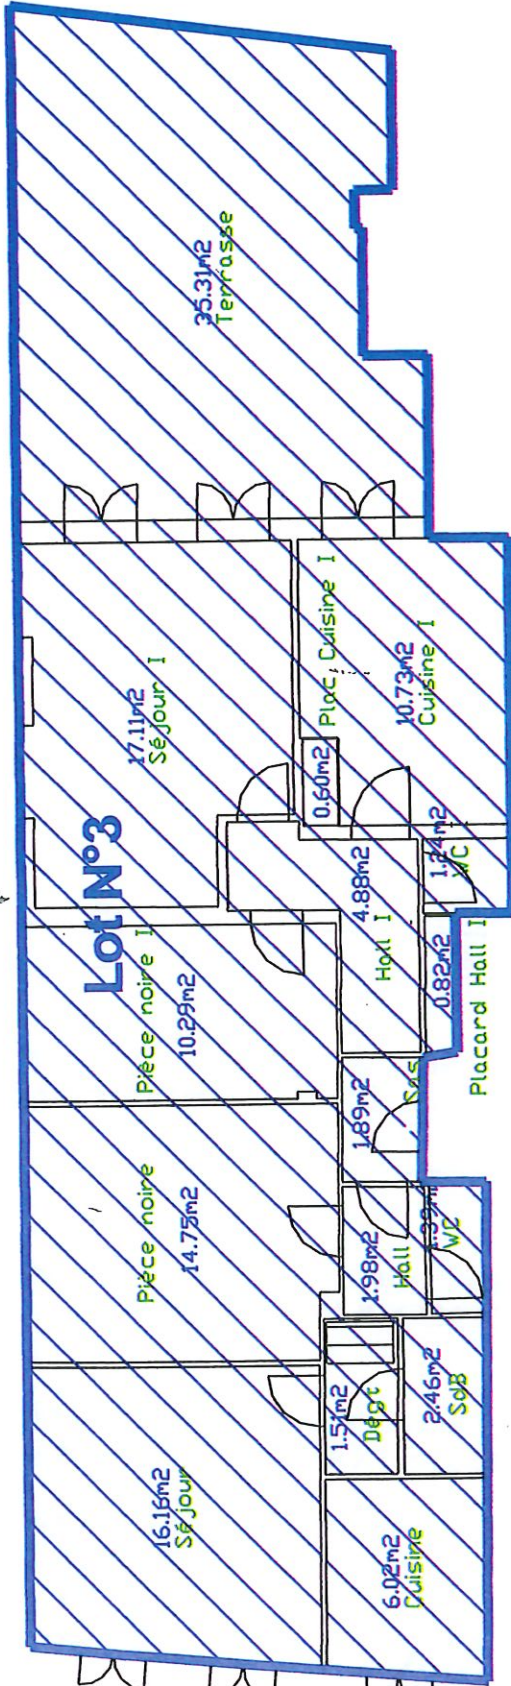 35.31m2
Terrasse
17.11m2
Séjour I
Plac. Cuisine I
0.60m2
10.73m2
Cuisine I
Lot N°3
4.88m2
Hall I
WC
Pièce noire I
10.29m2
0.82m2
Placard Hall I
1.89m2
Sas
Pièce noire
14.75m2
1.98m2
Hall
WC
16.16m2
Séjour
1.51m2
Dégt
2.46m2
SdB
6.02m2
Cuisine